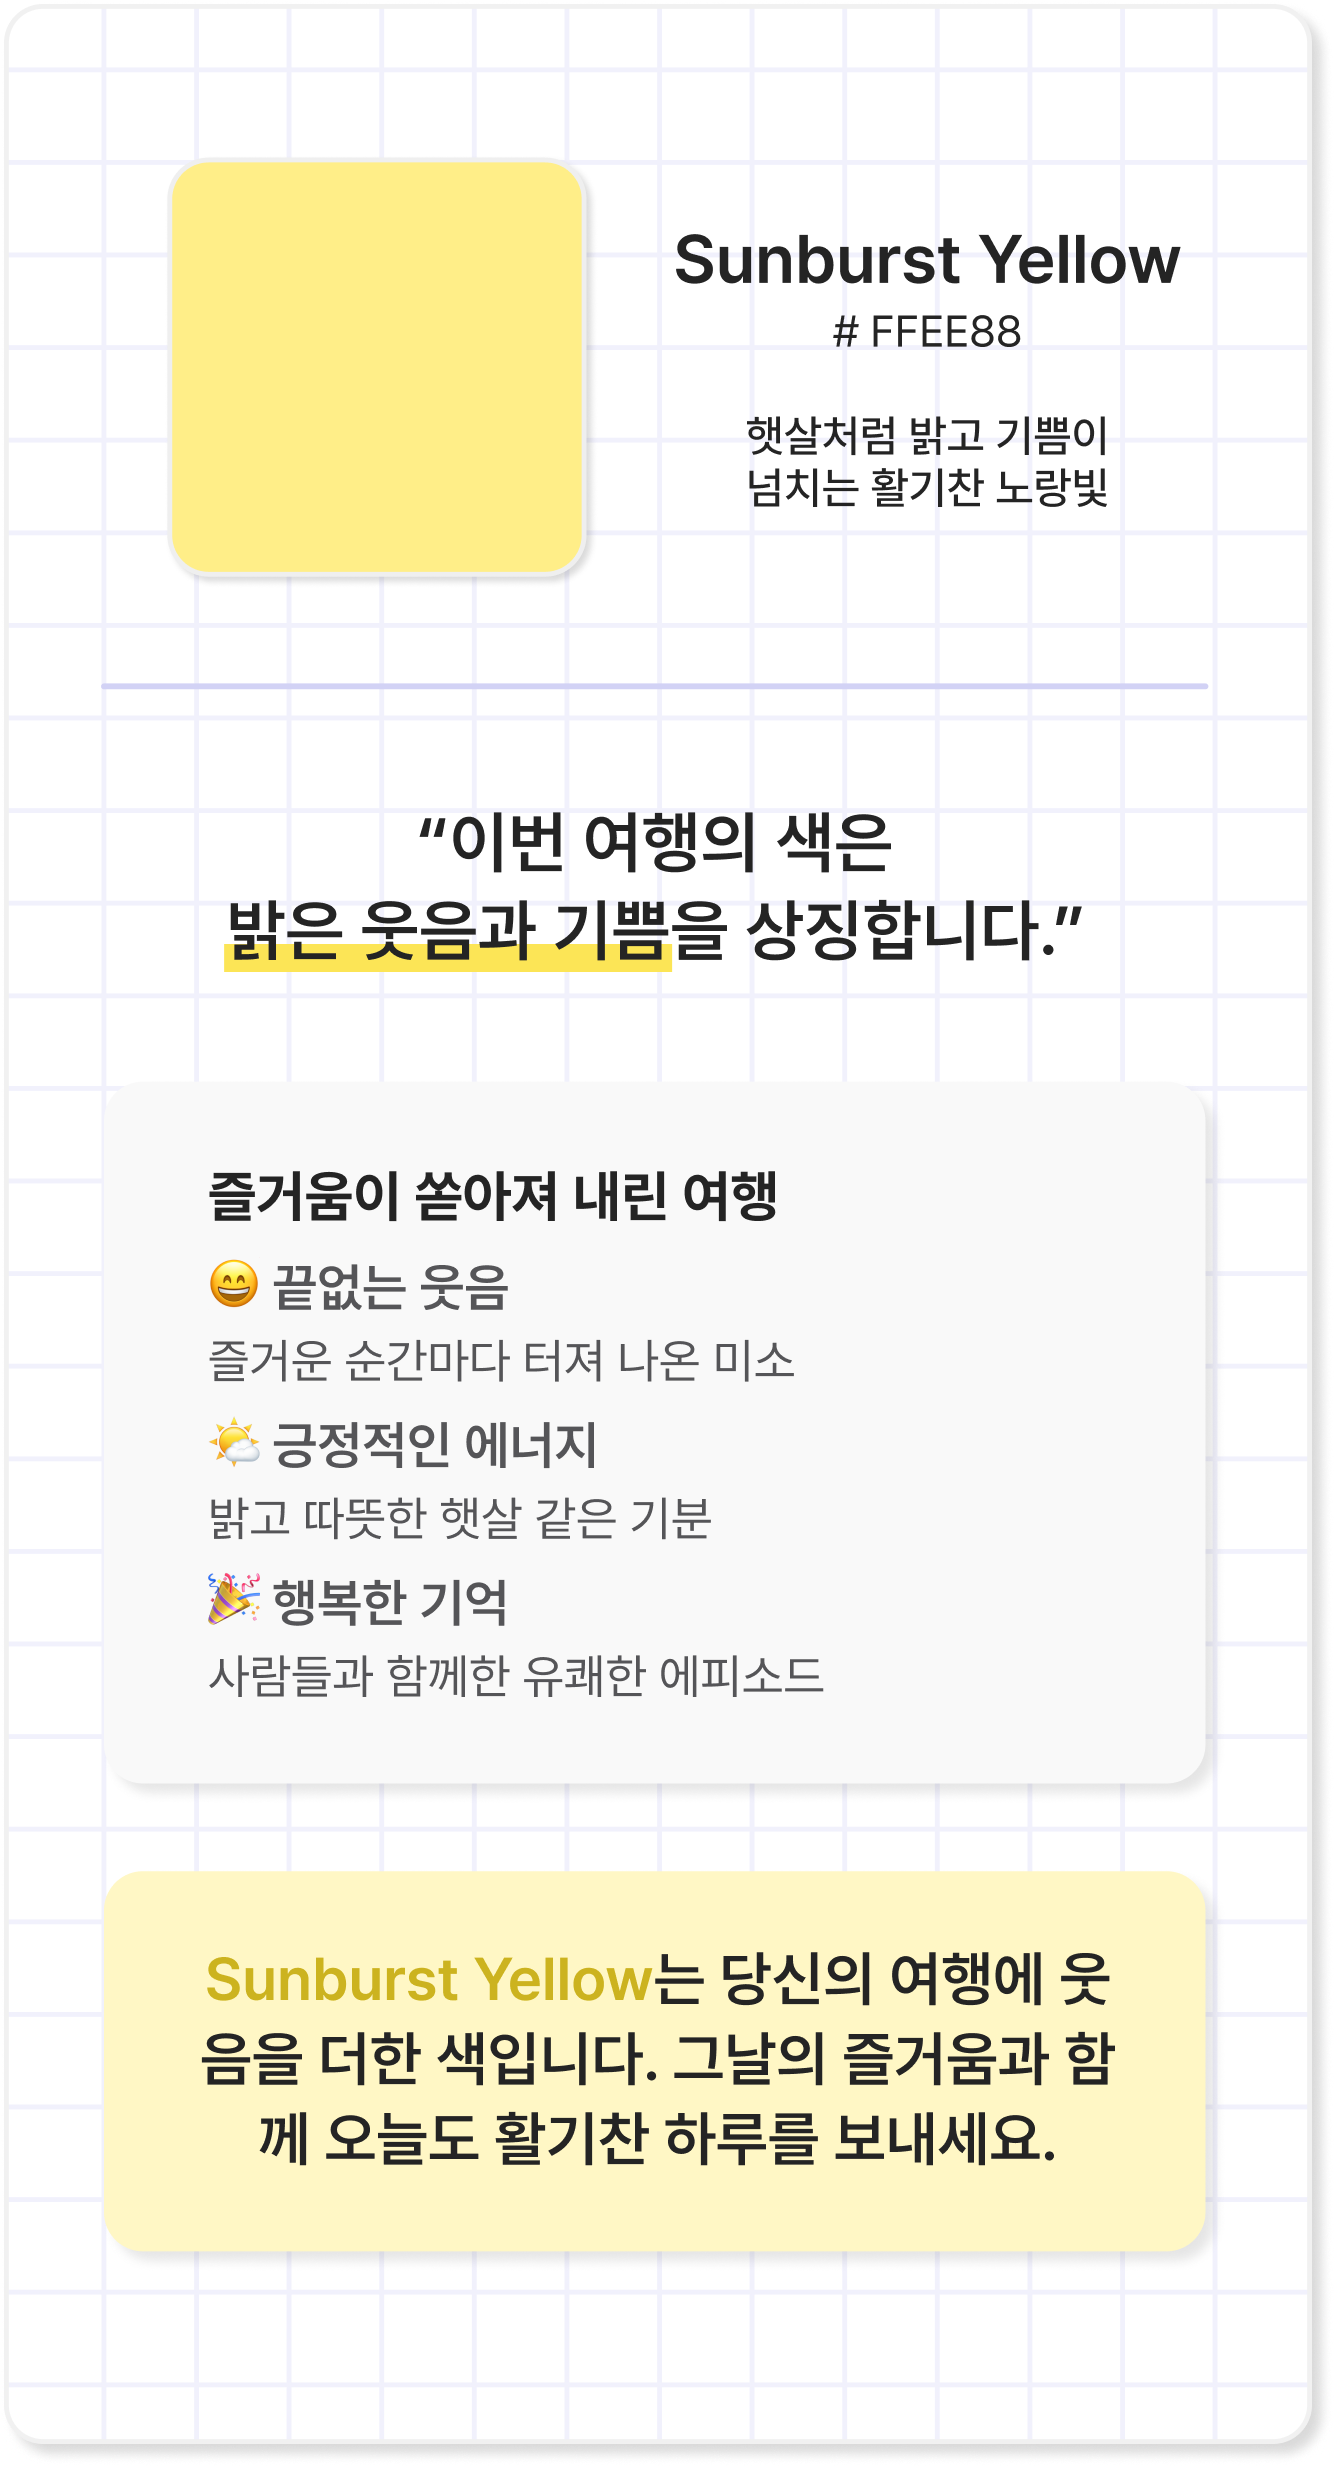 Sunburst Yellow
# FFEE88
햇살처럼 밝고 기쁨이
넘치는 활기찬 노랑빛
“이번 여행의 색은
밝은 웃음과 기쁨을 상징합니다.”
즐거움이 쏟아져 내린 여행
😄 끝없는 웃음
즐거운 순간마다 터져 나온 미소
🌤️ 긍정적인 에너지
밝고 따뜻한 햇살 같은 기분
🎉 행복한 기억
사람들과 함께한 유쾌한 에피소드
Sunburst Yellow는 당신의 여행에 웃
음을 더한 색입니다. 그날의 즐거움과 함
께 오늘도 활기찬 하루를 보내세요.